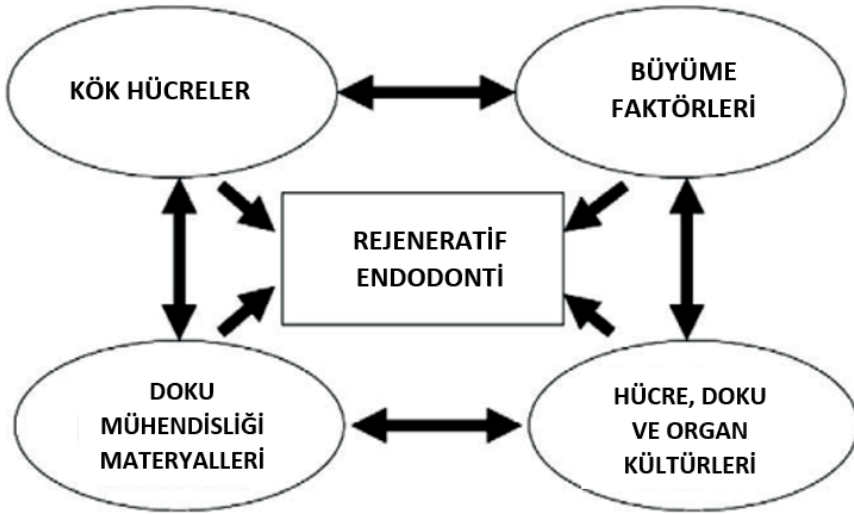 KÖK HÜCRELER
BÜYÜME
FAKTÖRLERİ
REJENERATİF
ENDODONTİ
DOKU
MÜHENDİSLİĞİ
MATERYALLERİ
HÜCRE, DOKU
VE ORGAN
KÜLTÜRLERİ